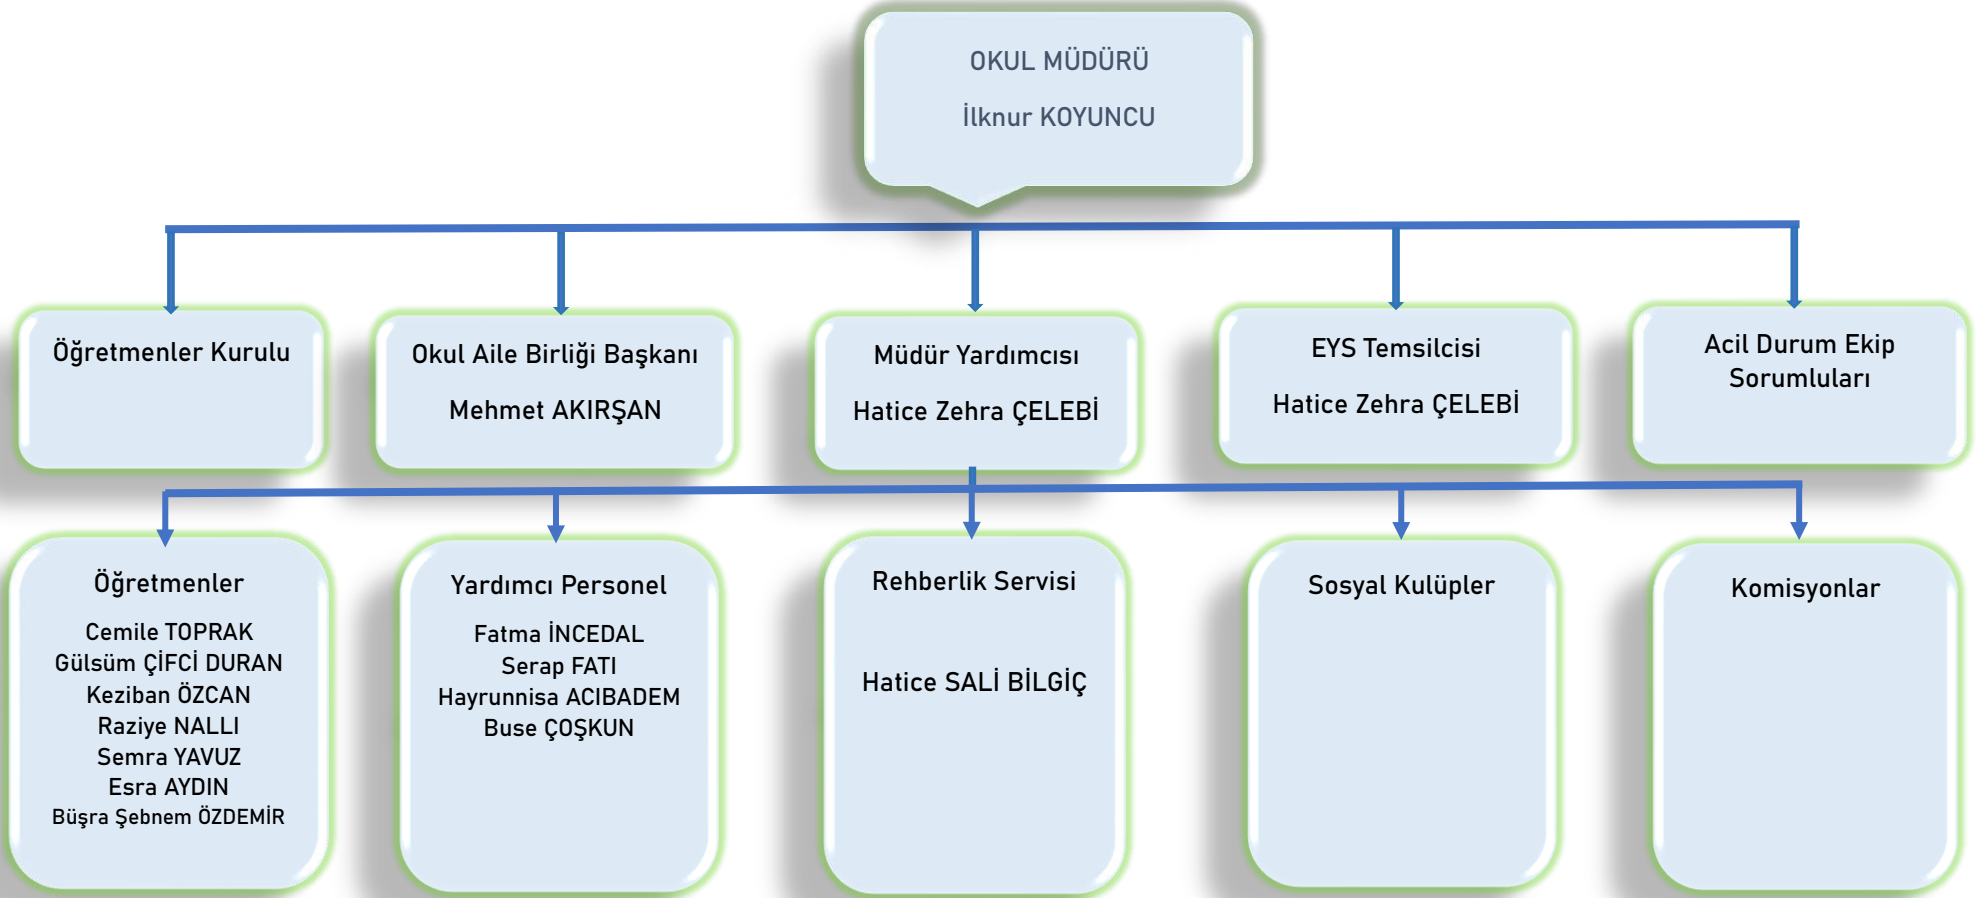 OKUL MÜDÜRÜ
İlknur KOYUNCU
Öğretmenler Kurulu
Okul Aile Birliği Başkanı
Mehmet AKIRŞAN
Müdür Yardımcısı
Hatice Zehra ÇELEBİ
EYS Temsilcisi
Hatice Zehra ÇELEBİ
Acil Durum Ekip
Sorumluları
Öğretmenler
Cemile TOPRAK
Gülsüm ÇİFCİ DURAN
Keziban ÖZCAN
Raziye NALLI
Semra YAVUZ
Esra AYDIN
Büşra Şebnem ÖZDEMİR
Yardımcı Personel
Fatma İNCEDAL
Serap FATI
Hayrunnisa ACIBADEM
Buse ÇOŞKUN
Rehberlik Servisi
Hatice SALİ BİLGİÇ
Sosyal Kulüpler
Komisyonlar